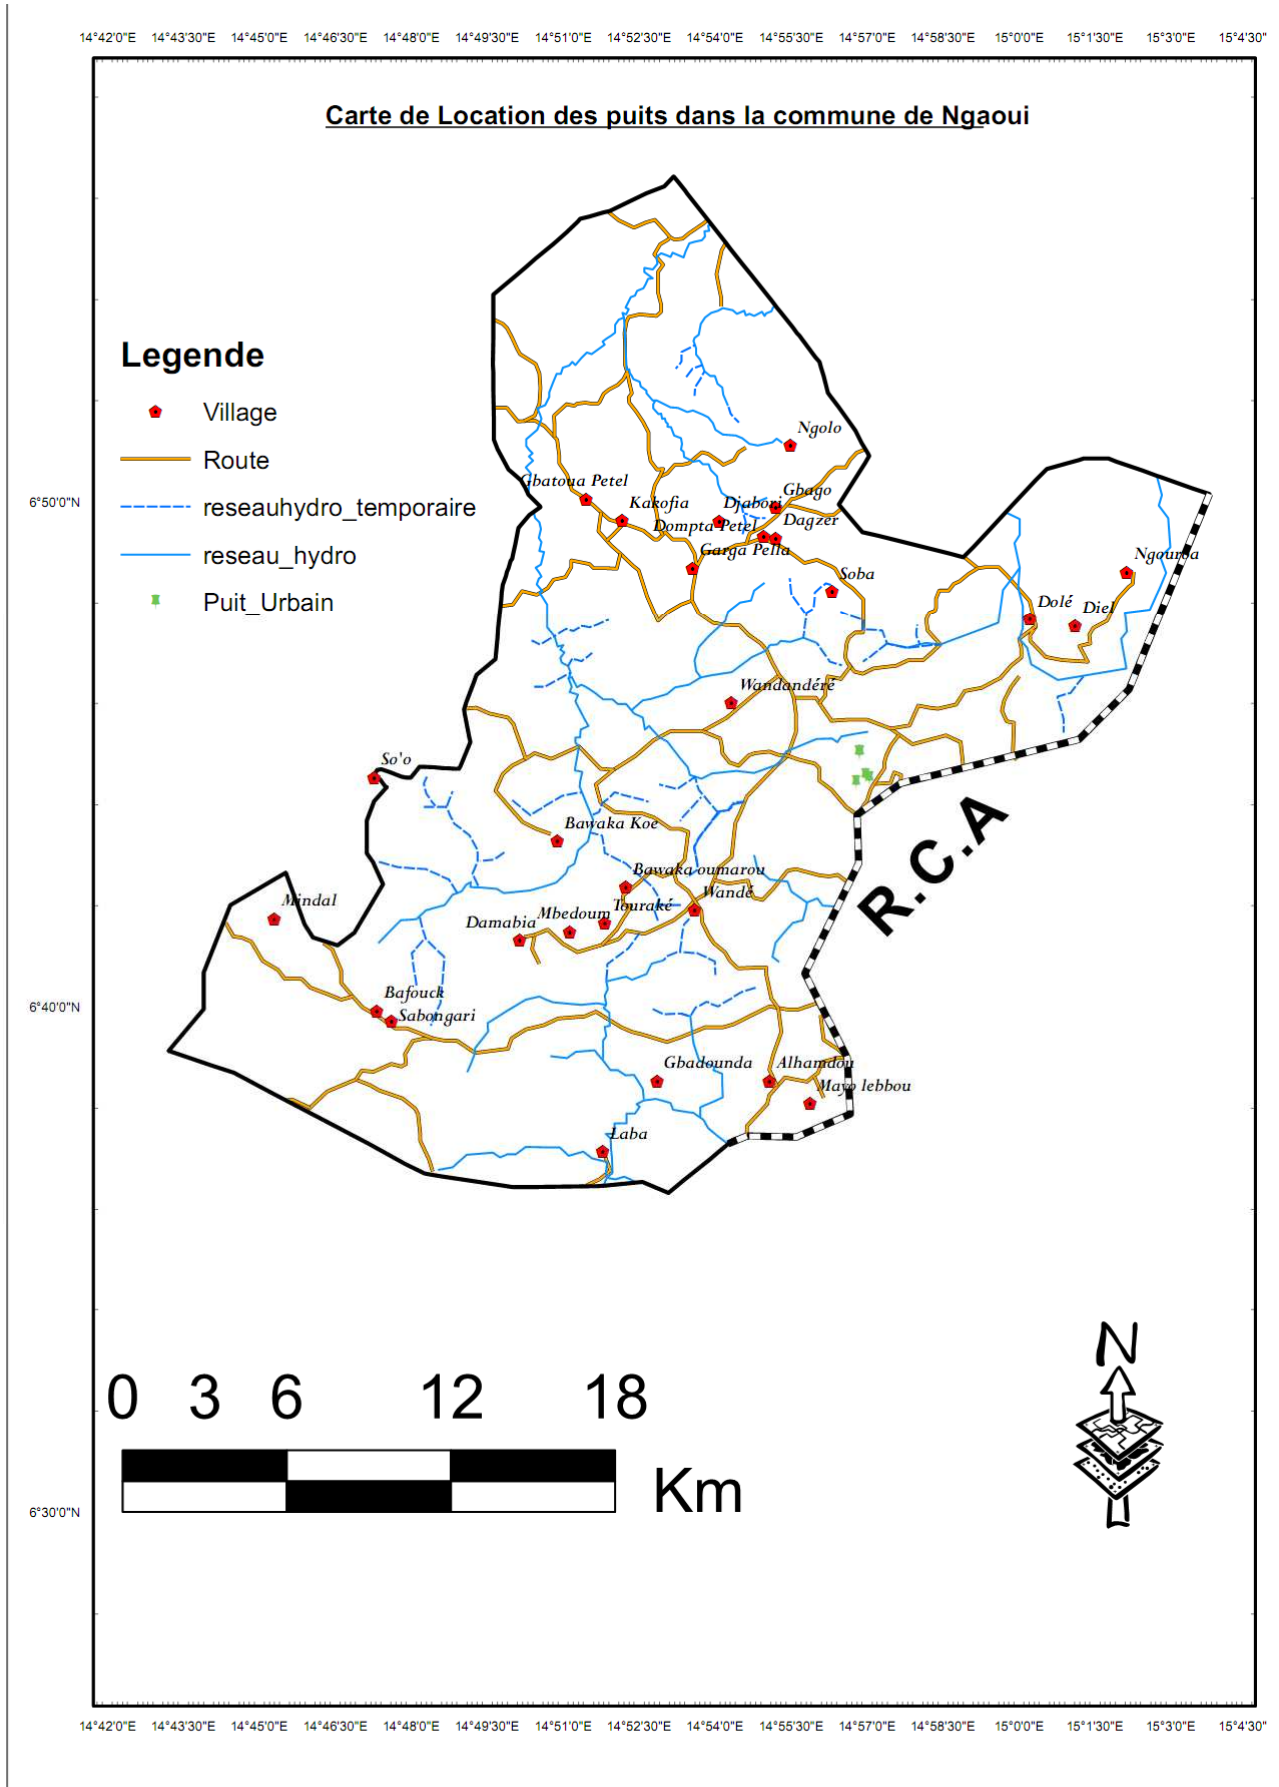 14°42'0"E 14°43'30"E 14°45'0"E 14°46'30"E 14°48'0"E 14°49'30"E 14°51'0"E 14°52'30"E 14°54'0"E 14°55'30"E 14°57'0"E 14°58'30"E 15°0'0"E 15°1'30"E 15°3'0"E 15°4'30"
Carte de Location des puits dans la commune de Ngaoui
Legende
Village
Route
reseauhydro_temporaire
reseau_hydro
Puit_Urbain
Ngolo
Gbatoua Petel
Gbago
6°50'0"N
Kakofia
Djabori
Dompta Petel
Dagzer
Garga Pella
Ngouroa
Soba
Dolé
Diel
Wandandéré
So'o
Bawaka Koe
R.C.A
Bawaka oumarou
Wandé
Mindal
Touraké
Mbedoum
Damabia
Bafouck
6°40'0"N
Sabongari
Gbadounda
Alhamdou
Mayo lebbou
Laba
N
0 3 6 12 18
Km
6°30'0"N
14°42'0"E 14°43'30"E 14°45'0"E 14°46'30"E 14°48'0"E 14°49'30"E 14°51'0"E 14°52'30"E 14°54'0"E 14°55'30"E 14°57'0"E 14°58'30"E 15°0'0"E 15°1'30"E 15°3'0"E 15°4'30"